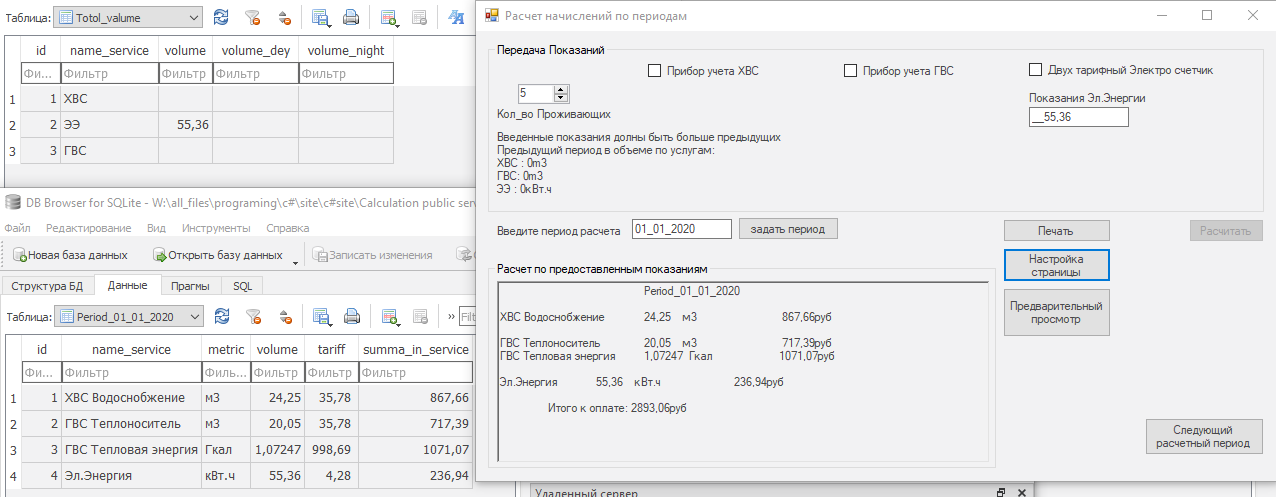 Таблица: Totol_valume
id name_service volume volume_dey volume_night
Фи... Фильтр Фильтр Фильтр Фильтр
1 1 ХВС
2 2 ЭЭ 55,36
3 3 ГВС
DB Browser for SQLite - W:\all_files\programing\c#\site\c#site\Calculation public serv
Файл Редактирование Вид Инструменты Справка
Новая база данных Открыть базу данных Записать изменения
Структура БД Данные Прагмы SQL
Таблица: Period_01_01_2020 » Філ
id name_service metric volume tariff summa_in_service
Фи... Фильтр Филь... Фильтр Фильтр Фильтр
1 1 ХВС Водоснобжение м3 24,25 35,78 867,66
2 2 ГВС Теплоноситель м3 20,05 35,78 717,39
3 3 ГВС Тепловая энергия Гкал 1,07247 998,69 1071,07
4 4 Эл.Энергия кВт.ч 55,36 4,28 236,94
Расчет начислений по периодам
Передача Показаний
Прибор учета ХВС Прибор учета ГВС Двух тарифный Электро счетчик
5
Показания Эл.Энергии
__55,36
Кол_во Проживающих
Введенные показания долны быть больше предыдущих
Предыдущий период в объеме по услугам:
ХВС : 0m3
ГВС: 0m3
ЭЭ : 0кВт.ч
Введите период расчета 01_01_2020 задать период
Печать
Расчитать
Настройка
страницы
Предварительный
просмотр
Расчет по предоставленным показаниям
Period_01_01_2020
ХВС Водоснобжение 24,25 м3 867,66руб
ГВС Теплоноситель 20,05 м3 717,39руб
ГВС Тепловая энергия 1,07247 Гкал 1071,07руб
Эл.Энергия 55,36 кВт.ч 236,94руб
Итого к оплате: 2893,06руб
Следующий
расчетный период
Удаленный сервер